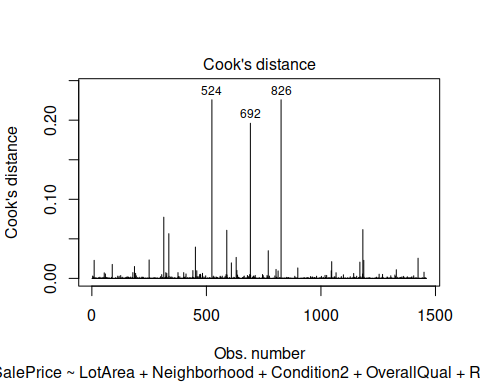 Cook's distance
524
826
692
Cook's distance
0.20
0.10
0.00
0
500
1000
1500
Obs. number
SalePrice ~ LotArea + Neighborhood + Condition2 + OverallQual + R